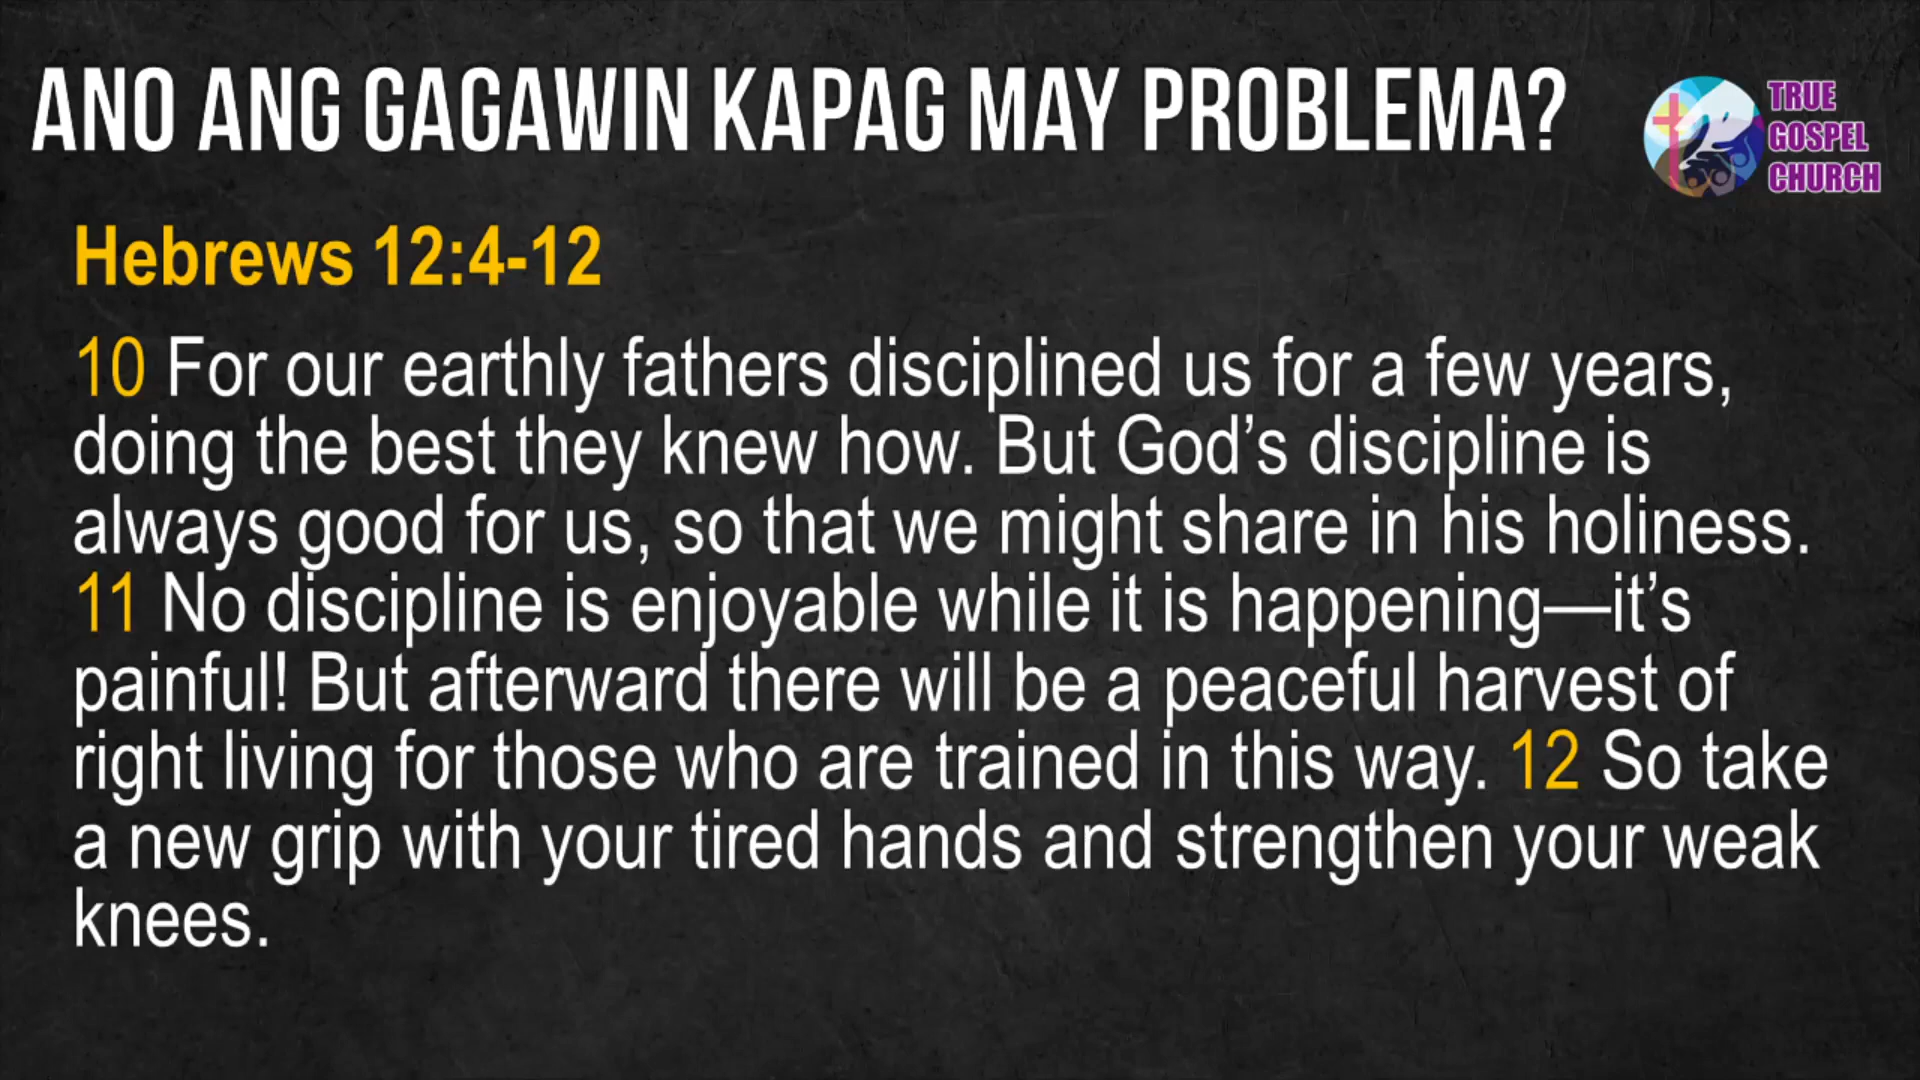 ANO ANG GAGAWIN KAPAG MAY PROBLEMA?
TRUE
GOSPEL
CHURCH
Hebrews 12:4-12
10 For our earthly fathers disciplined us for a few years,
doing the best they knew how. But God’s discipline is
always good for us, so that we might share in his holiness.
11 No discipline is enjoyable while it is happening—it’s
painful! But afterward there will be a peaceful harvest of
right living for those who are trained in this way. 12 So take
a new grip with your tired hands and strengthen your weak
knees.